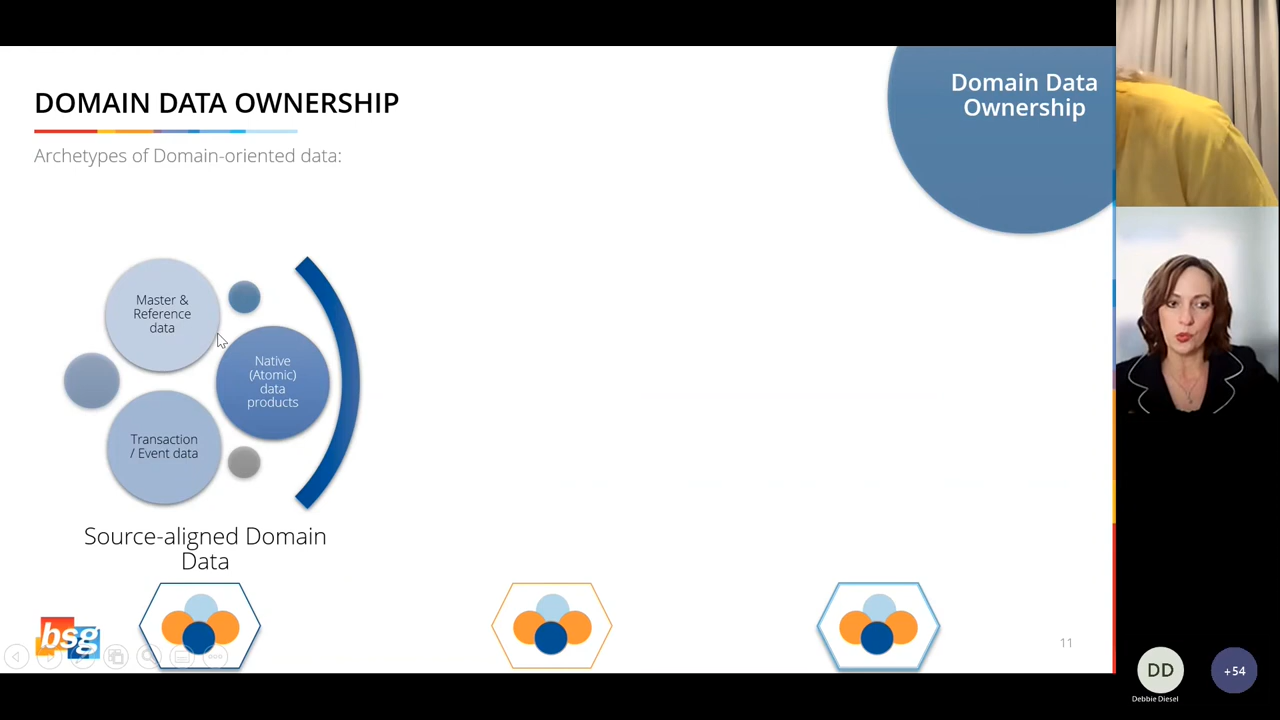 DOMAIN DATA OWNERSHIP
Archetypes of Domain-oriented data:
Domain Data
Ownership
Master &
Reference
data
Native
(Atomic)
data
products
Transaction
/ Event data
Source-aligned Domain
Data
bsg
11
DD
+54
Debbie Diesel